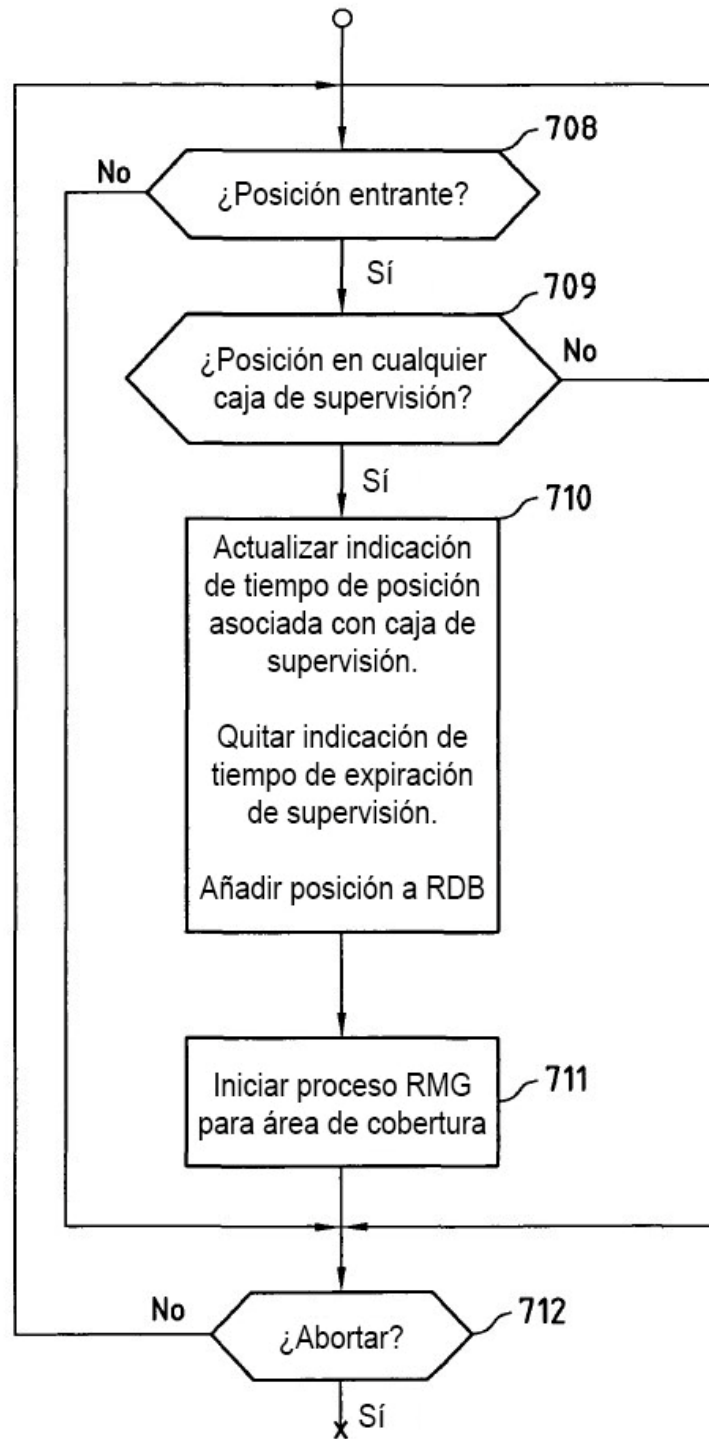 708
No
¿Posición entrante?
Sí
709
No
¿Posición en cualquier
caja de supervisión?
Sí
710
Actualizar indicación
de tiempo de posición
asociada con caja de
supervisión.
Quitar indicación de
tiempo de expiración
de supervisión.
Añadir posición a RDB
Iniciar proceso RMG
para área de cobertura
711
No
¿Abortar?
712
Sí